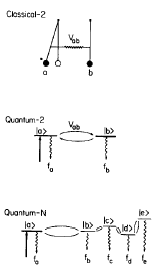 Classical-2
V_ab
a b
Quantum-2
V_ab
|a> |b>
f_a f_b
Quantum-N
|a> |b> |c> |d> |e>
f_a f_b f_c f_d f_e